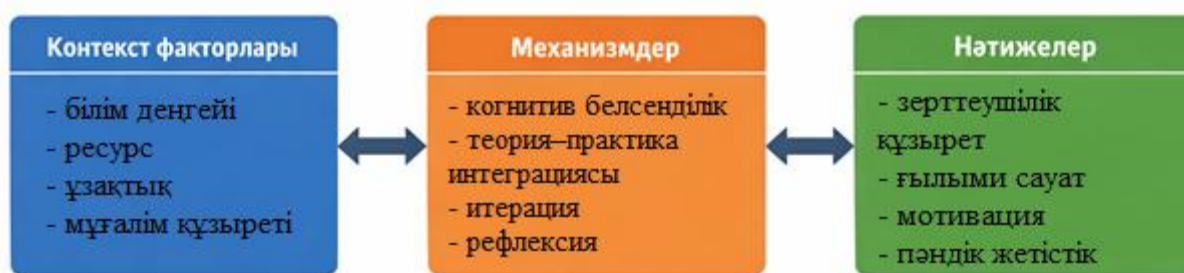 Контекст факторлары
- білім деңгейі
- ресурс
- ұзақтық
- мұғалім құзыреті
Механизмдер
- когнитив белсенділік
- теория–практика
интеграциясы
- итерация
- рефлексия
Нәтижелер
- зерттеушілік
құзырет
- ғылыми сауат
- мотивация
- пәндік жетістік